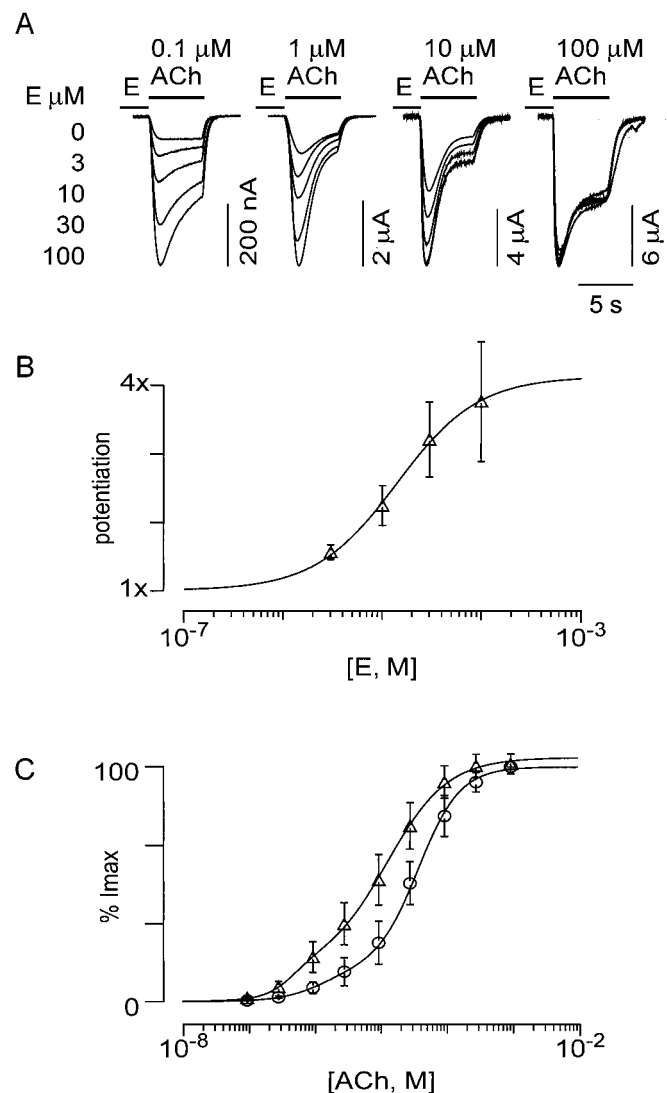 A
0.1 μM 1 μM 10 μM 100 μM
E ACh E ACh E ACh E ACh
E μM
0
3
10
30
100
200 nA
2 μA
4 μA
6 μA
5 s
B
4x
potentiation
1x
10-7 10-3
[E, M]
C
100
% Imax
0
10-8 10-2
[ACh, M]